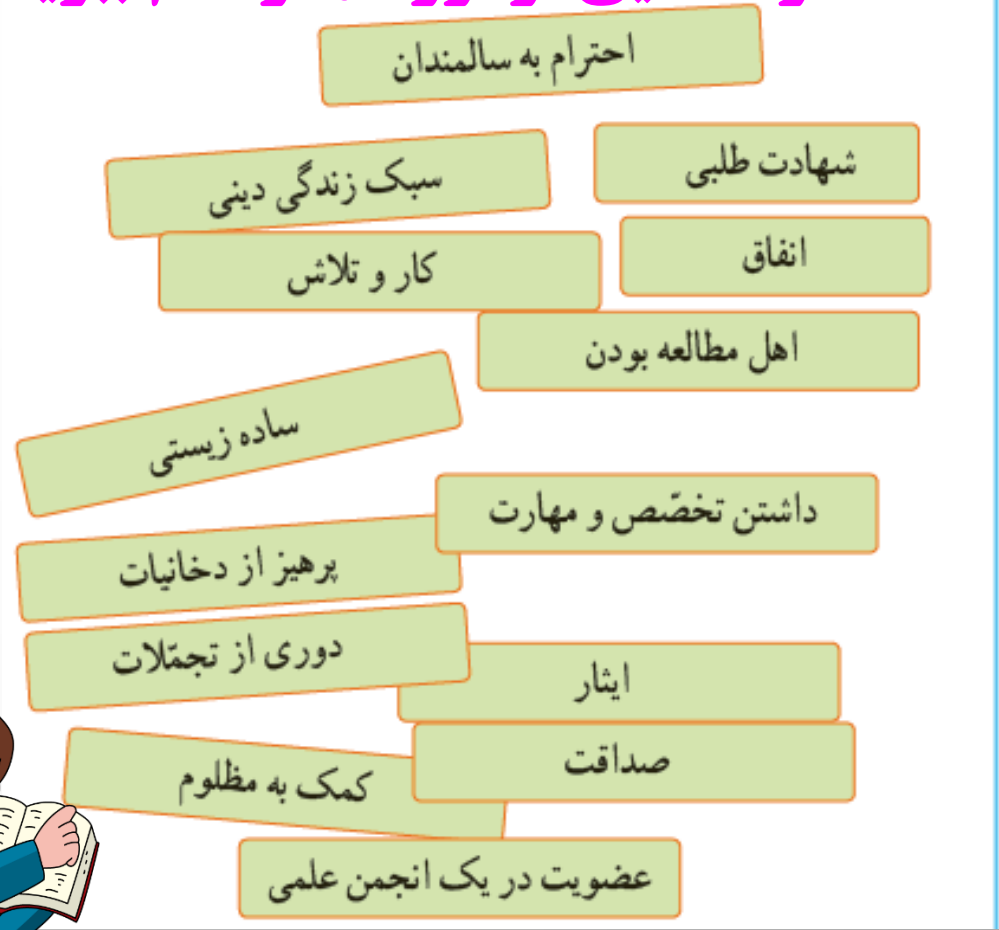 احترام به سالمندان
شهادت طلبی
سبک زندگی دینی
انفاق
کار و تلاش
اهل مطالعه بودن
ساده زیستی
داشتن تخصّص و مهارت
پرهیز از دخانیات
دوری از تجمّلات
ایثار
صداقت
کمک به مظلوم
عضویت در یک انجمن علمی